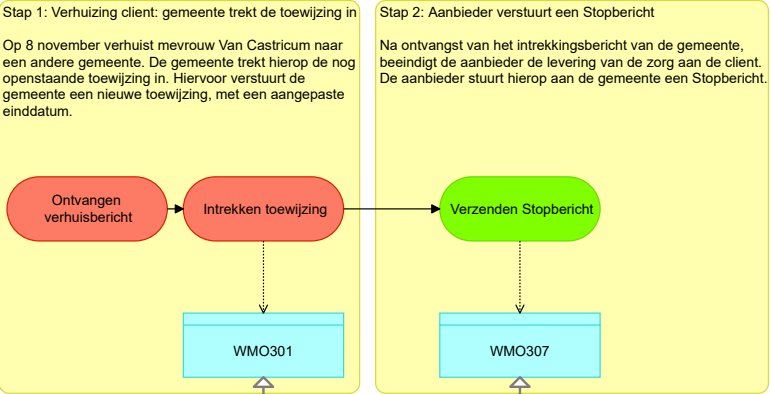 Stap 1: Verhuizing client: gemeente trekt de toewijzing in
Op 8 november verhuist mevrouw Van Castricum naar
een andere gemeente. De gemeente trekt hierop de nog
openstaande toewijzing in. Hiervoor verstuurt de
gemeente een nieuwe toewijzing, met een aangepaste
einddatum.
Stap 2: Aanbieder verstuurt een Stopbericht
Na ontvangst van het intrekkingsbericht van de gemeente,
beeindigt de aanbieder de levering van de zorg aan de client.
De aanbieder stuurt hierop aan de gemeente een Stopbericht.
Ontvangen
verhuisbericht
Intrekken toewijzing
Verzenden Stopbericht
WMO301
WMO307